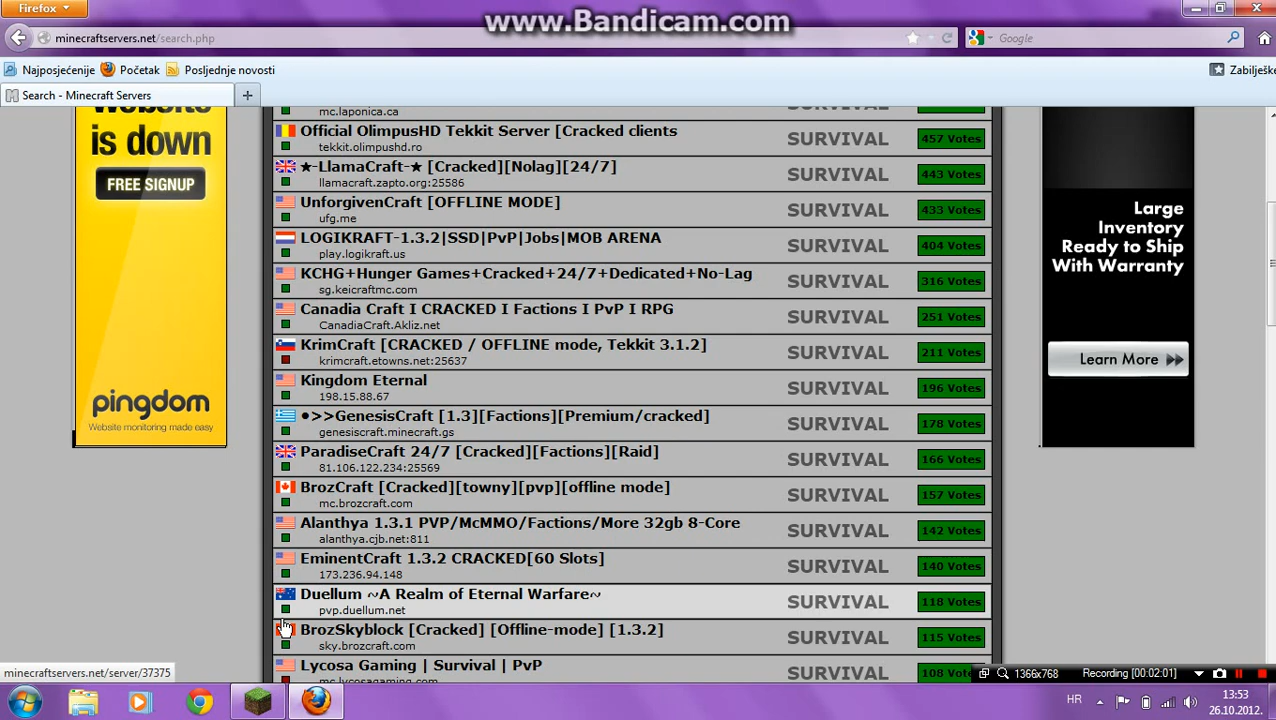 Firefox
www.Bandicam.com
minecraftservers.net/search.php
Google
Najposjećenije
Početak
Posljednje novosti
Zabilješke
Search - Minecraft Servers
is down
FREE SIGNUP
pingdom
Website monitoring made easy
mc.laponica.ca
Official OlimpusHD Tekkit Server [Cracked clients
tekkit.olimpushd.ro
SURVIVAL
457 Votes
★-LlamaCraft-★ [Cracked][Nolag][24/7]
llamacraft.zapto.org:25586
SURVIVAL
443 Votes
UnforgivenCraft [OFFLINE MODE]
ufg.me
SURVIVAL
433 Votes
LOGIKRAFT-1.3.2|SSD|PvP|Jobs|MOB ARENA
play.logikraft.us
SURVIVAL
404 Votes
KCHG+Hunger Games+Cracked+24/7+Dedicated+No-Lag
sg.keicraftmc.com
SURVIVAL
316 Votes
Canadia Craft I CRACKED I Factions I PvP I RPG
CanadiaCraft.Akliz.net
SURVIVAL
251 Votes
KrimCraft [CRACKED / OFFLINE mode, Tekkit 3.1.2]
krimcraft.etowns.net:25637
SURVIVAL
211 Votes
Kingdom Eternal
198.15.88.67
SURVIVAL
196 Votes
●>>GenesisCraft [1.3][Factions][Premium/cracked]
genesiscraft.minecraft.gs
SURVIVAL
178 Votes
ParadiseCraft 24/7 [Cracked][Factions][Raid]
81.106.122.234:25569
SURVIVAL
166 Votes
BrozCraft [Cracked][towny][pvp][offline mode]
mc.brozcraft.com
SURVIVAL
157 Votes
Alanthya 1.3.1 PVP/McMMO/Factions/More 32gb 8-Core
alanthya.cjb.net:811
SURVIVAL
142 Votes
EminentCraft 1.3.2 CRACKED[60 Slots]
173.236.94.148
SURVIVAL
140 Votes
Duellum ~A Realm of Eternal Warfare~
pvp.duellum.net
SURVIVAL
118 Votes
BrozSkyblock [Cracked] [Offline-mode] [1.3.2]
sky.brozcraft.com
SURVIVAL
115 Votes
Lycosa Gaming | Survival | PvP
mc.lycosagaming.com
SURVIVAL
108 Votes
Large
Inventory
Ready to Ship
With Warranty
Learn More
minecraftservers.net/server/37375
1366x768
Recording [00:02:01]
HR
13:53
26.10.2012.